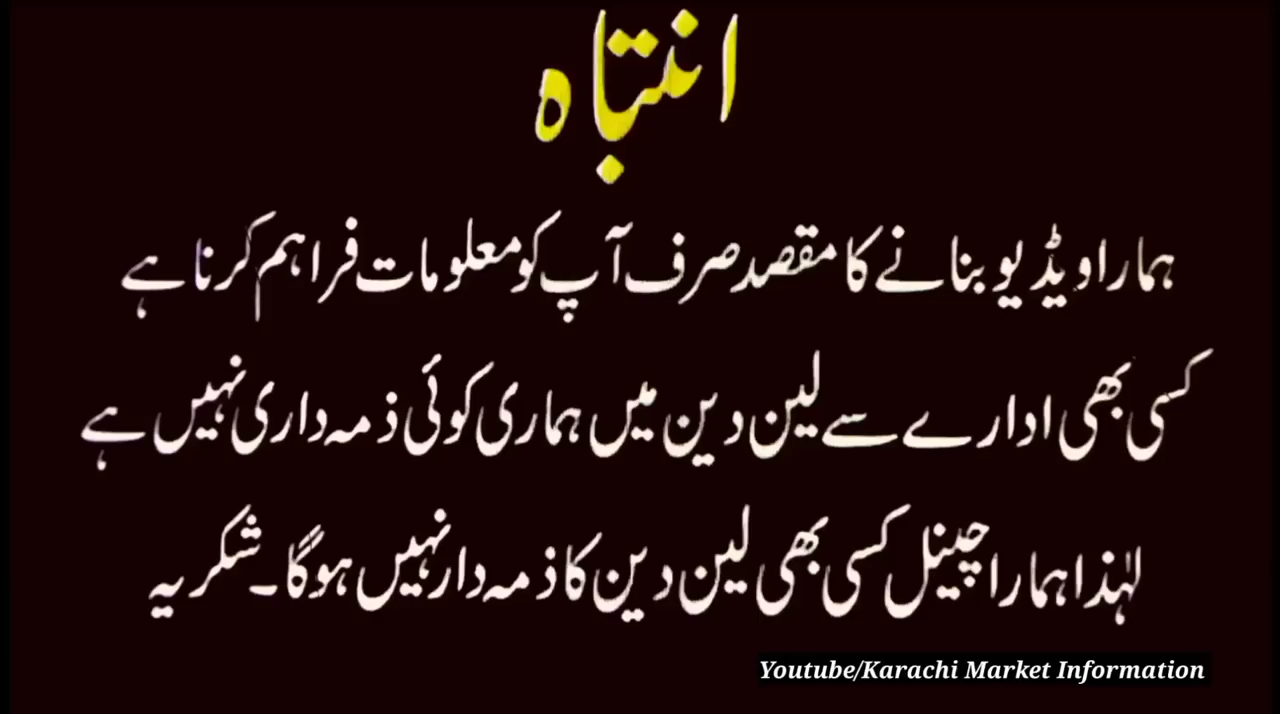 انتباہ
ہمارا ویڈیو بنانے کا مقصد صرف آپ کو معلومات فراہم کرنا ہے
کسی بھی ادارے سے لین دین میں ہماری کوئی ذمہ داری نہیں ہے
لہٰذا ہمارا چینل کسی بھی لین دین کا ذمہ دار نہیں ہوگا۔ شکریہ
Youtube/Karachi Market Information